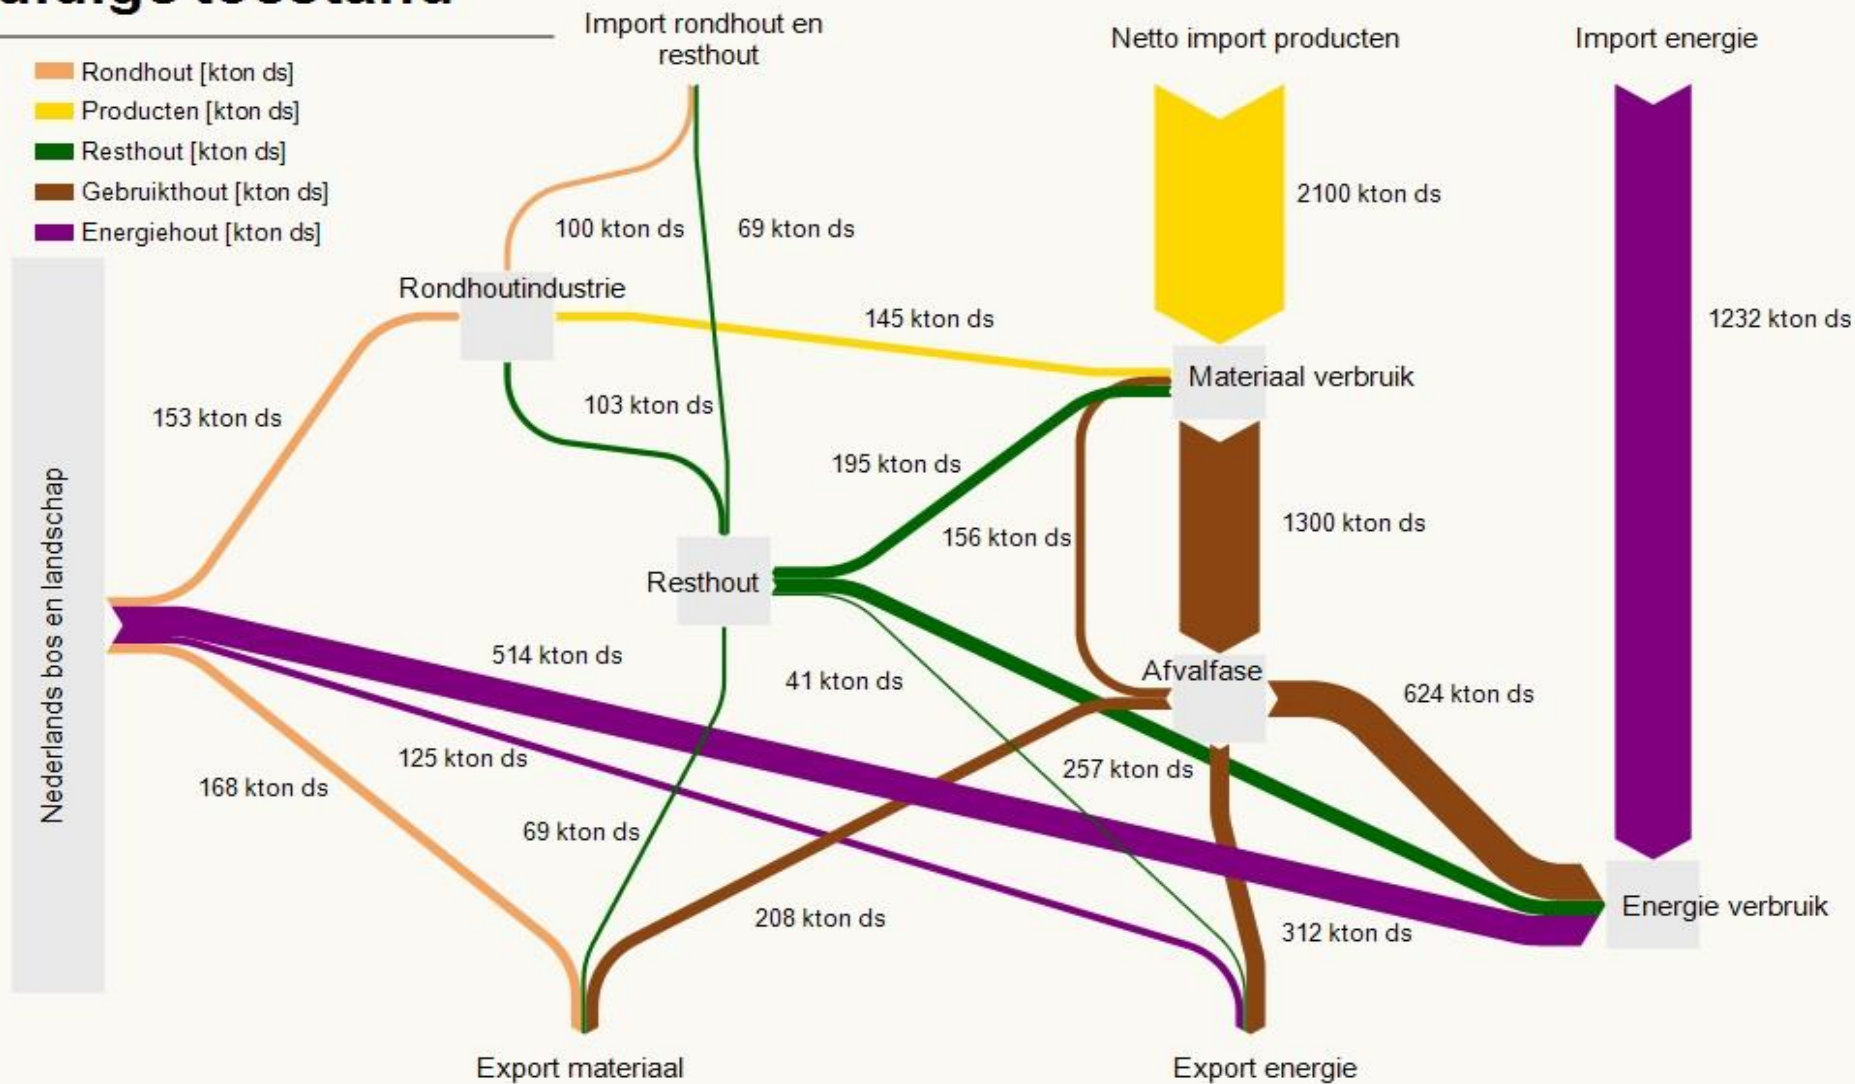 Import rondhout en
resthout
Netto import producten
Import energie
Rondhout [kton ds]
Producten [kton ds]
Resthout [kton ds]
Gebruikthout [kton ds]
Energiehout [kton ds]
2100 kton ds
100 kton ds
69 kton ds
Rondhoutindustrie
145 kton ds
1232 kton ds
Materiaal verbruik
153 kton ds
103 kton ds
195 kton ds
156 kton ds
1300 kton ds
Nederlands bos en landschap
Resthout
514 kton ds
41 kton ds
Afvalfase
624 kton ds
125 kton ds
257 kton ds
168 kton ds
69 kton ds
208 kton ds
312 kton ds
Energie verbruik
Export materiaal
Export energie